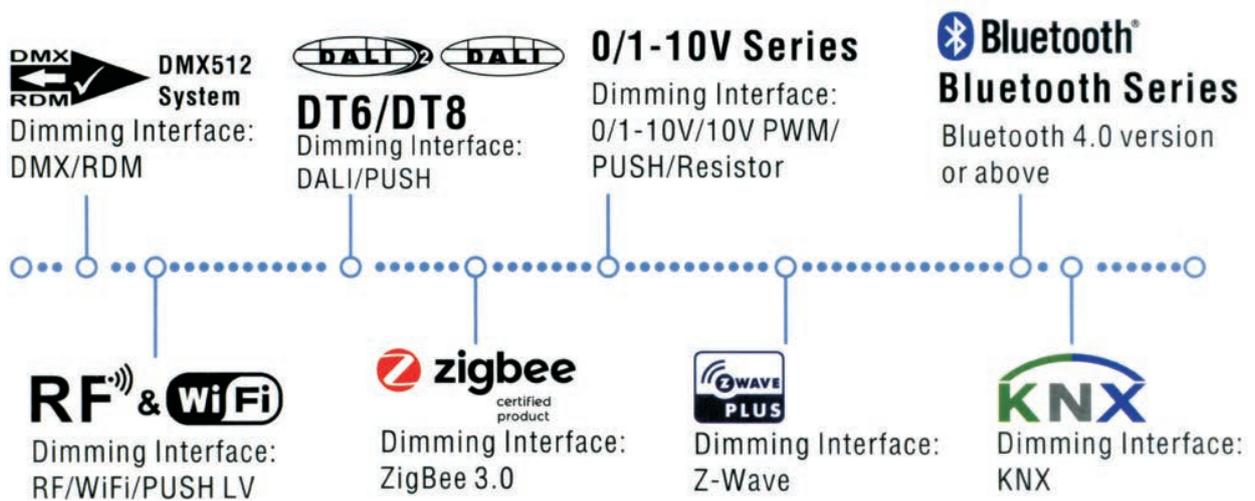 DMX
RDM
DMX512
System
Dimming Interface:
DMX/RDM
DALI 2 DALI
DT6/DT8
Dimming Interface:
DALI/PUSH
0/1-10V Series
Dimming Interface:
0/1-10V/10V PWM/
PUSH/Resistor
Bluetooth®
Bluetooth Series
Bluetooth 4.0 version
or above
RF & WiFi
Dimming Interface:
RF/WiFi/PUSH LV
zigbee
certified
product
Dimming Interface:
ZigBee 3.0
Z WAVE
PLUS
Dimming Interface:
Z-Wave
KNX
Dimming Interface:
KNX